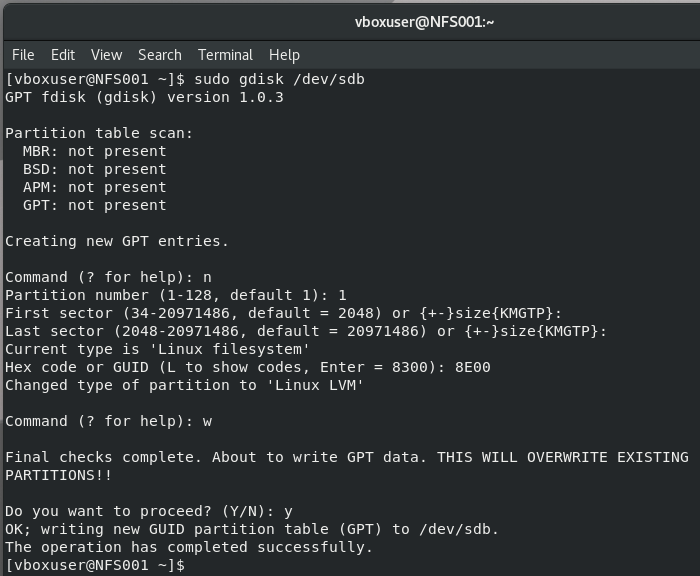 vboxuser@NFS001:~
File Edit View Search Terminal Help
[vboxuser@NFS001 ~]$ sudo gdisk /dev/sdb
GPT fdisk (gdisk) version 1.0.3
Partition table scan:
MBR: not present
BSD: not present
APM: not present
GPT: not present
Creating new GPT entries.
Command (? for help): n
Partition number (1-128, default 1): 1
First sector (34-20971486, default = 2048) or {+-}size{KMGTP}:
Last sector (2048-20971486, default = 20971486) or {+-}size{KMGTP}:
Current type is 'Linux filesystem'
Hex code or GUID (L to show codes, Enter = 8300): 8E00
Changed type of partition to 'Linux LVM'
Command (? for help): w
Final checks complete. About to write GPT data. THIS WILL OVERWRITE EXISTING
PARTITIONS!!
Do you want to proceed? (Y/N): y
OK; writing new GUID partition table (GPT) to /dev/sdb.
The operation has completed successfully.
[vboxuser@NFS001 ~]$